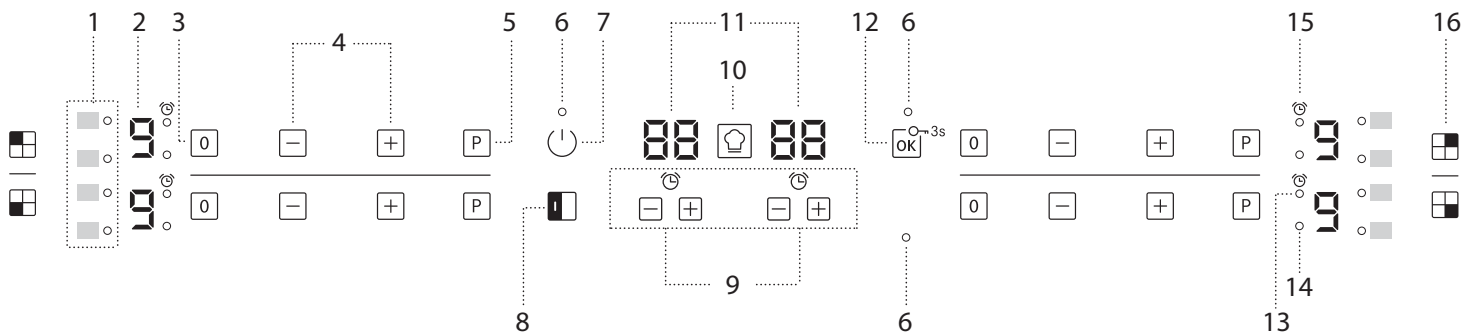 1 2 3 4 5 6 7 11 12 6 15 16
10
9 0 − + P 88 88 3s OK 0 − + P 9
9 0 − + P − + − + 0 − + P 9
8 9 6 13 14